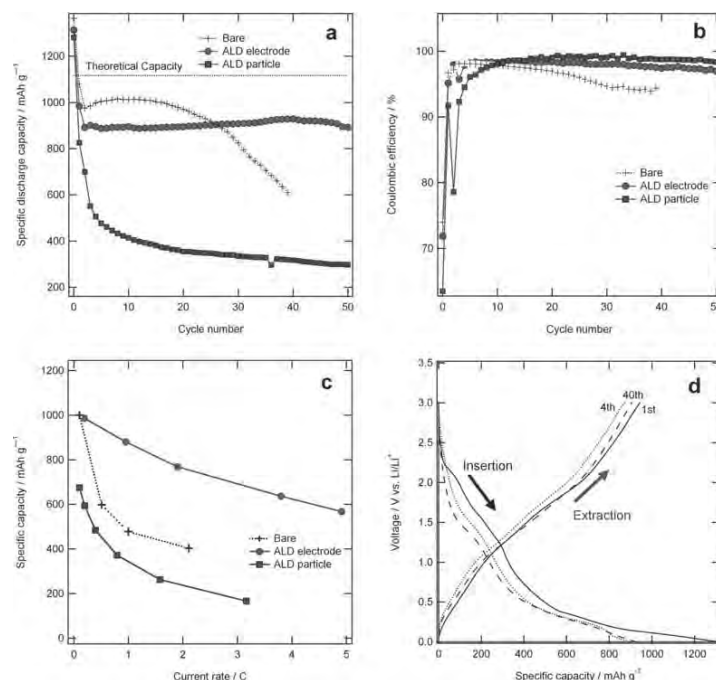 a
Theoretical Capacity
Bare
ALD electrode
ALD particle
Specific discharge capacity / mAh g⁻¹
1200
1000
800
600
400
200
0 10 20 30 40 50
Cycle number
b
Bare
ALD electrode
ALD particle
Coulombic efficiency / %
100
90
80
70
0 10 20 30 40 50
Cycle number
c
Bare
ALD electrode
ALD particle
Specific capacity / mAh g⁻¹
1200
1000
800
600
400
200
0
0 1 2 3 4 5
Current rate / C
d
4th 40th
1st
Insertion
Extraction
Voltage / V vs. Li/Li⁺
3.5
3.0
2.5
2.0
1.5
1.0
0.5
0.0
0 200 400 600 800 1000 1200
Specific capacity / mAh g⁻¹